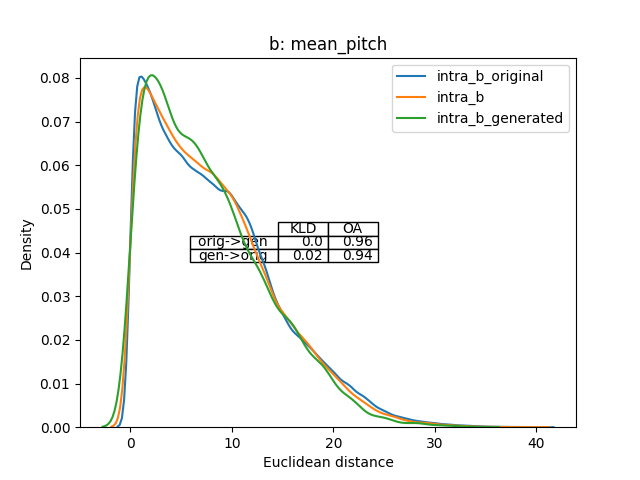 b: mean_pitch
0.08
0.07
0.06
0.05
0.04
0.03
0.02
0.01
0.00
Density
intra_b_original
intra_b
intra_b_generated
KLD OA
orig->gen 0.0 0.96
gen->orig 0.02 0.94
0 10 20 30 40
Euclidean distance